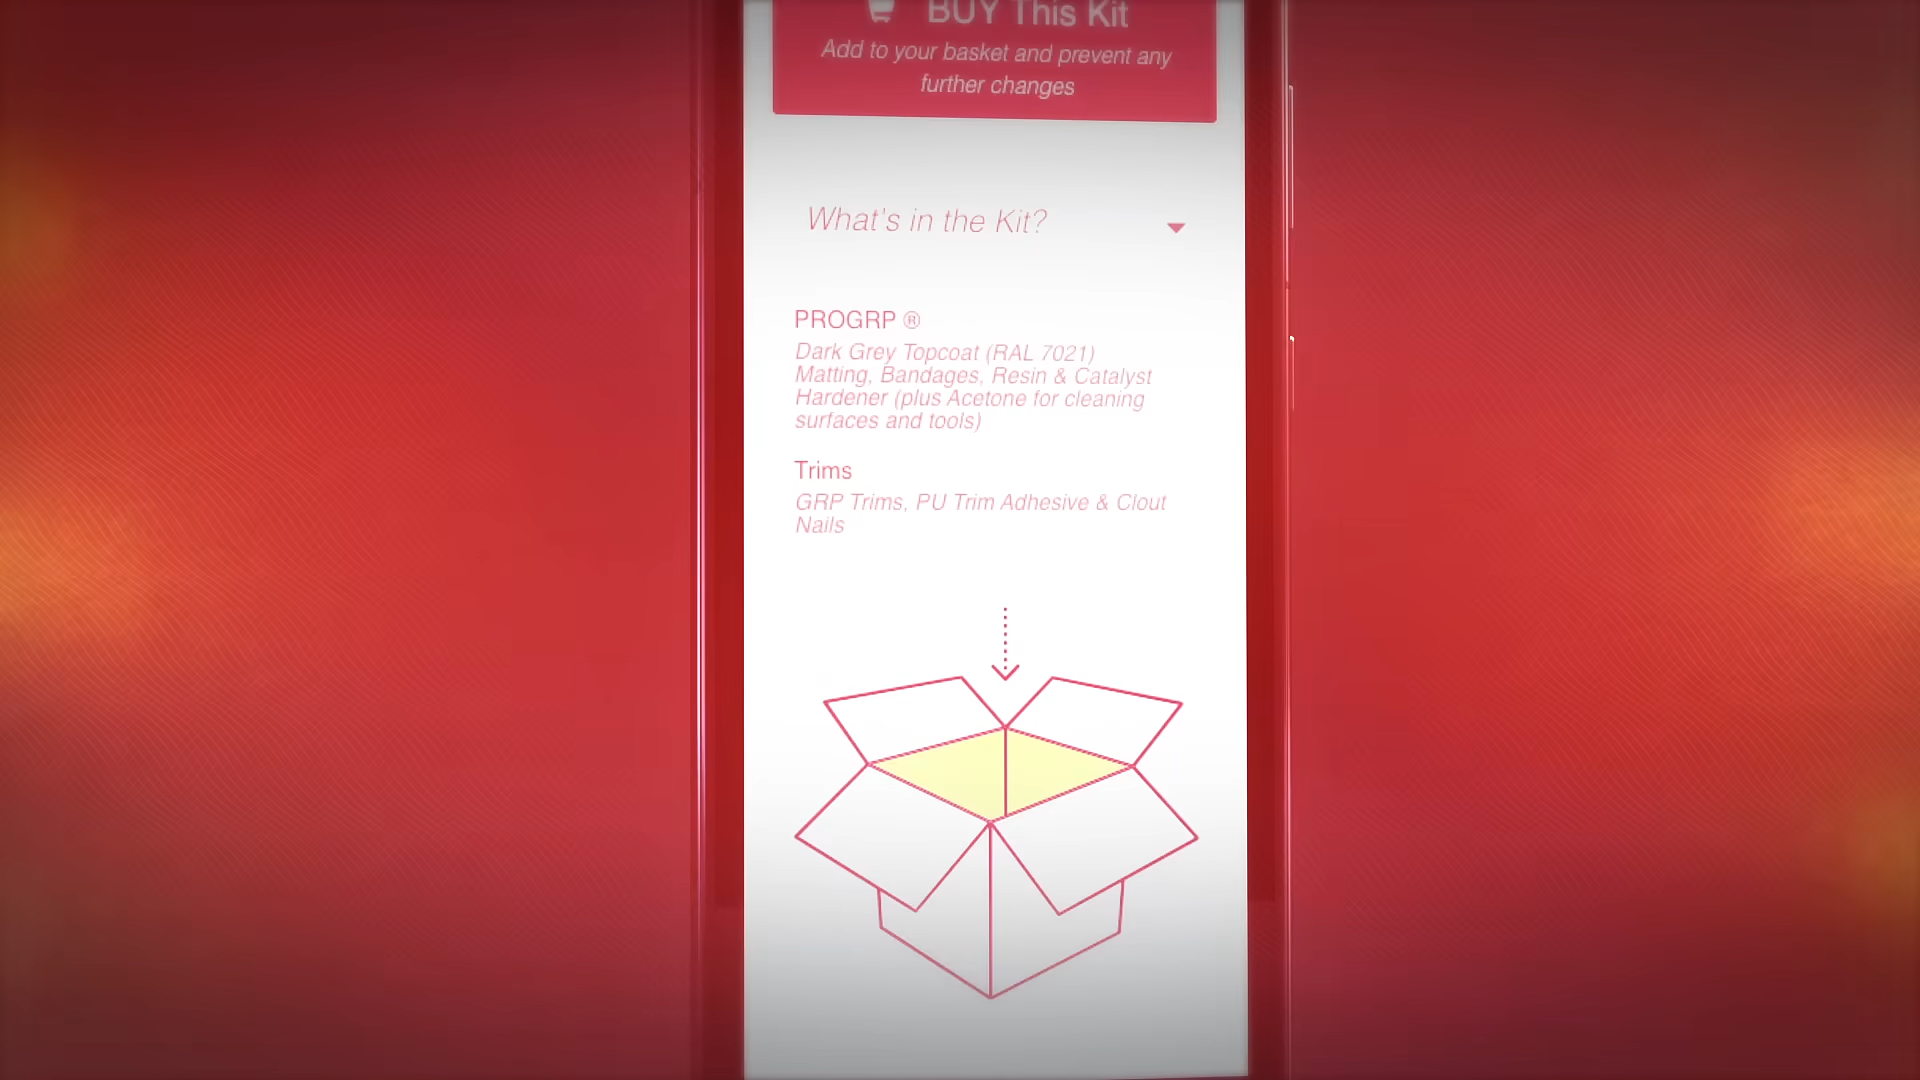 BUY This Kit
Add to your basket and prevent any
further changes
What's in the Kit?
PROGRP ®
Dark Grey Topcoat (RAL 7021)
Matting, Bandages, Resin & Catalyst
Hardener (plus Acetone for cleaning
surfaces and tools)
Trims
GRP Trims, PU Trim Adhesive & Clout
Nails